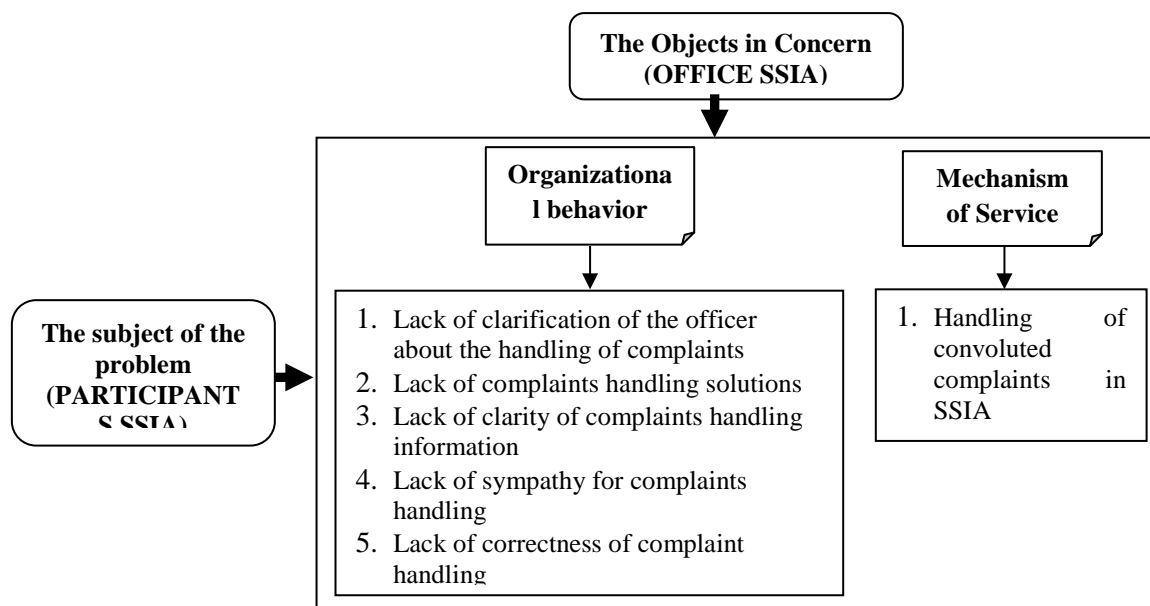 The Objects in Concern
(OFFICE SSIA)
Organizationa
l behavior
Mechanism
of Service
The subject of the
problem
(PARTICIPANT
S SSIA)
1. Lack of clarification of the officer
about the handling of complaints
2. Lack of complaints handling solutions
3. Lack of clarity of complaints handling
information
4. Lack of sympathy for complaints
handling
5. Lack of correctness of complaint
handling
1. Handling of
convoluted
complaints in
SSIA